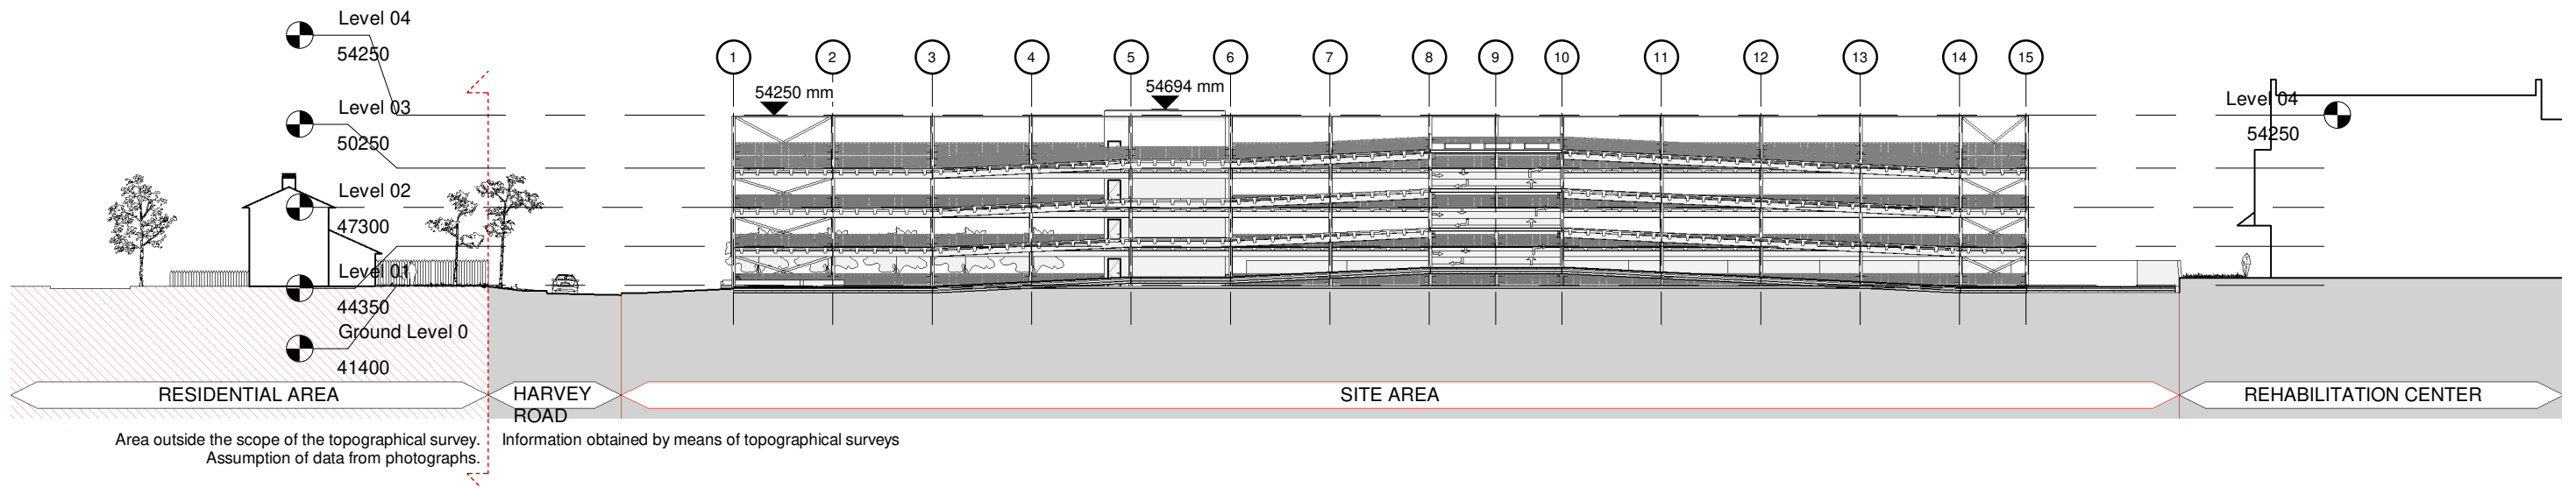 Level 04
54250
Level 03
50250
Level 02
47300
Level 01
44350
Ground Level 0
41400
1 2 3 4 5 6 7 8 9 10 11 12 13 14 15
54250 mm
54694 mm
Level 04
54250
RESIDENTIAL AREA
HARVEY
ROAD
SITE AREA
REHABILITATION CENTER
Area outside the scope of the topographical survey.
Assumption of data from photographs.
Information obtained by means of topographical surveys